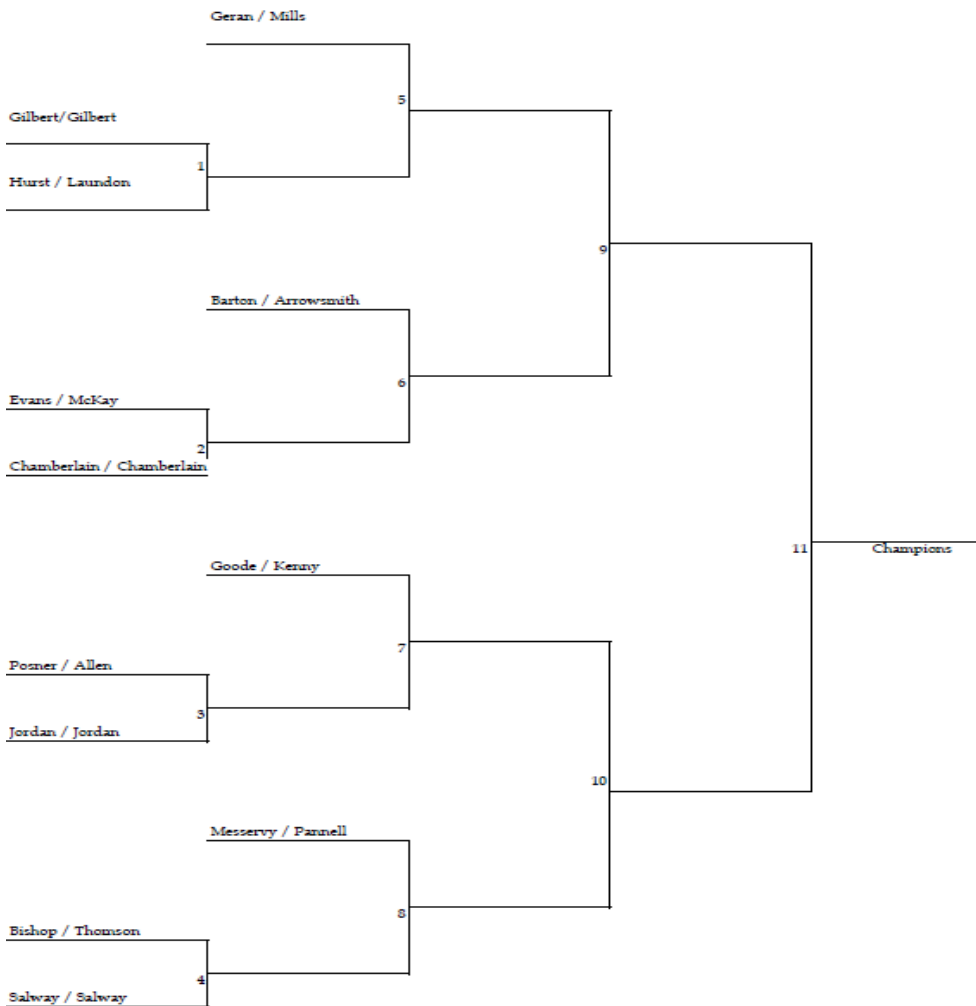 Geran / Mills
5
Gilbert/Gilbert
1
Hurst / Laundon
9
Barton / Arrowsmith
6
Evans / McKay
2
Chamberlain / Chamberlain
11
Champions
Goode / Kenny
7
Posner / Allen
3
Jordan / Jordan
10
Messervy / Pannell
8
Bishop / Thomson
4
Salway / Salway